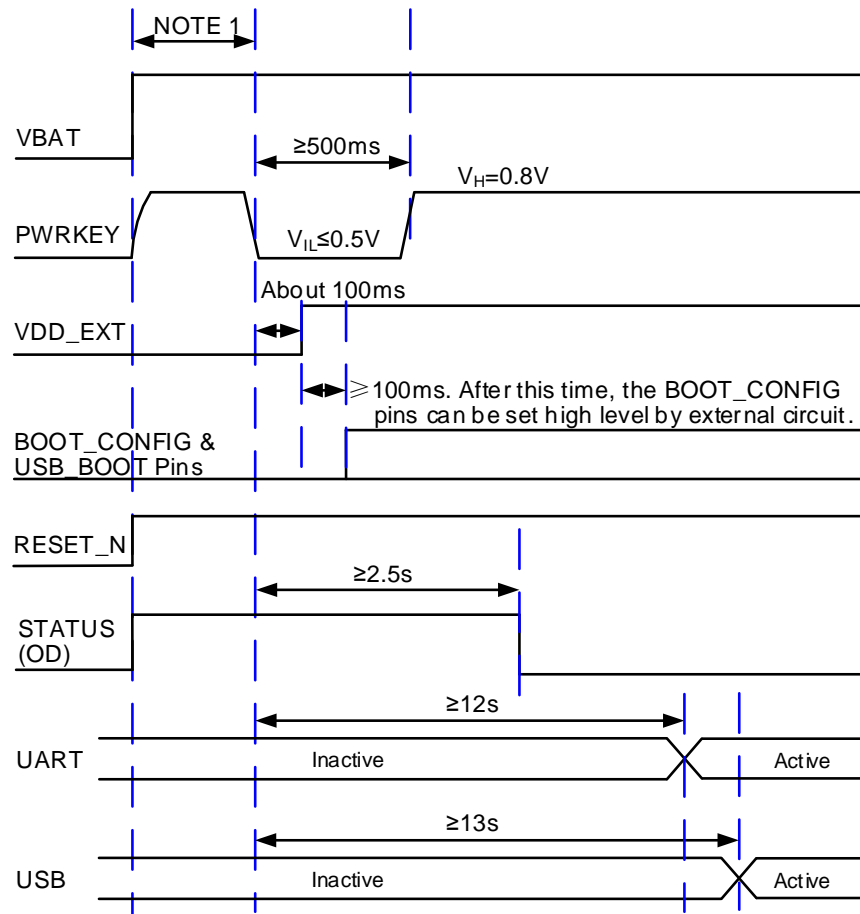 NOTE 1
VBAT
≥500ms
VH=0.8V
PWRKEY
VIL≤0.5V
About 100ms
VDD_EXT
≥100ms. After this time, the BOOT_CONFIG
pins can be set high level by external circuit.
BOOT_CONFIG &
USB_BOOT Pins
RESET_N
≥2.5s
STATUS
(OD)
≥12s
UART
Inactive
Active
≥13s
USB
Inactive
Active